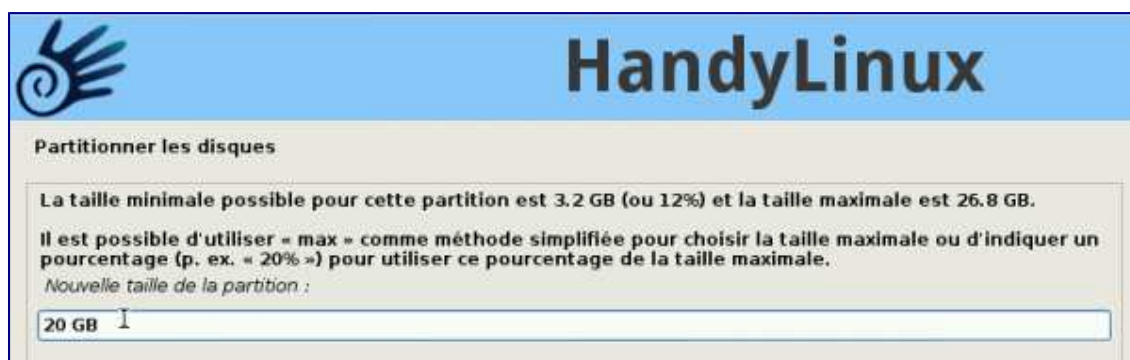 HandyLinux
Partitionner les disques
La taille minimale possible pour cette partition est 3.2 GB (ou 12%) et la taille maximale est 26.8 GB.
Il est possible d'utiliser « max » comme méthode simplifiée pour choisir la taille maximale ou d'indiquer un
pourcentage (p. ex. « 20% ») pour utiliser ce pourcentage de la taille maximale.
Nouvelle taille de la partition :
20 GB